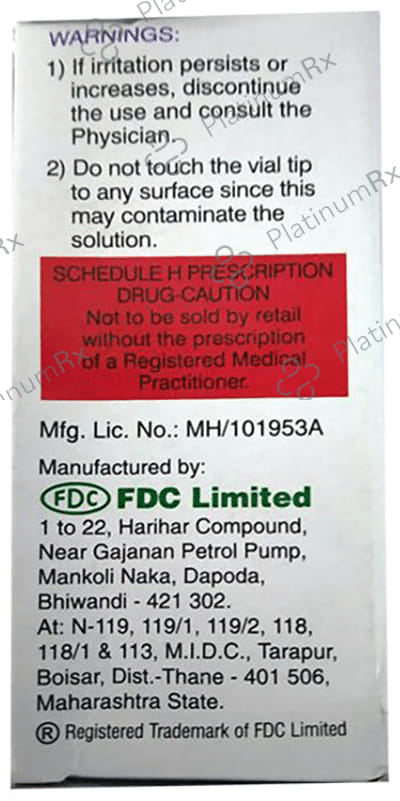 WARNINGS:
1) If irritation persists or
increases, discontinue
the use and consult the
Physician.
2) Do not touch the vial tip
to any surface since this
may contaminate the
solution.
SCHEDULE H PRESCRIPTION
DRUG-CAUTION
Not to be sold by retail
without the prescription
of a Registered Medical
Practitioner.
Mfg. Lic. No.: MH/101953A
Manufactured by:
FDC FDC Limited
1 to 22, Harihar Compound,
Near Gajanan Petrol Pump,
Mankoli Naka, Dapoda,
Bhiwandi - 421 302.
At: N-119, 119/1, 119/2, 118,
118/1 & 113, M.I.D.C., Tarapur,
Boisar, Dist.-Thane - 401 506,
Maharashtra State.
® Registered Trademark of FDC Limited
PlatinumRx
PlatinumRx
PlatinumRx